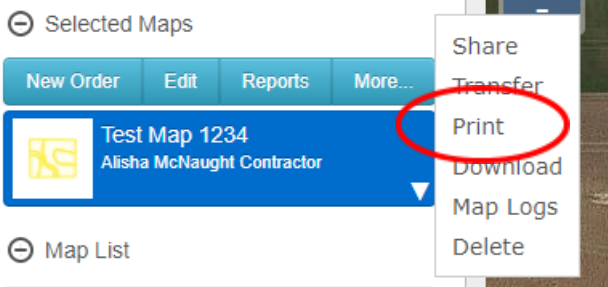 Selected Maps
New Order Edit Reports More...
Test Map 1234
Alisha McNaught Contractor
Map List
Share
Transfer
Print
Download
Map Logs
Delete